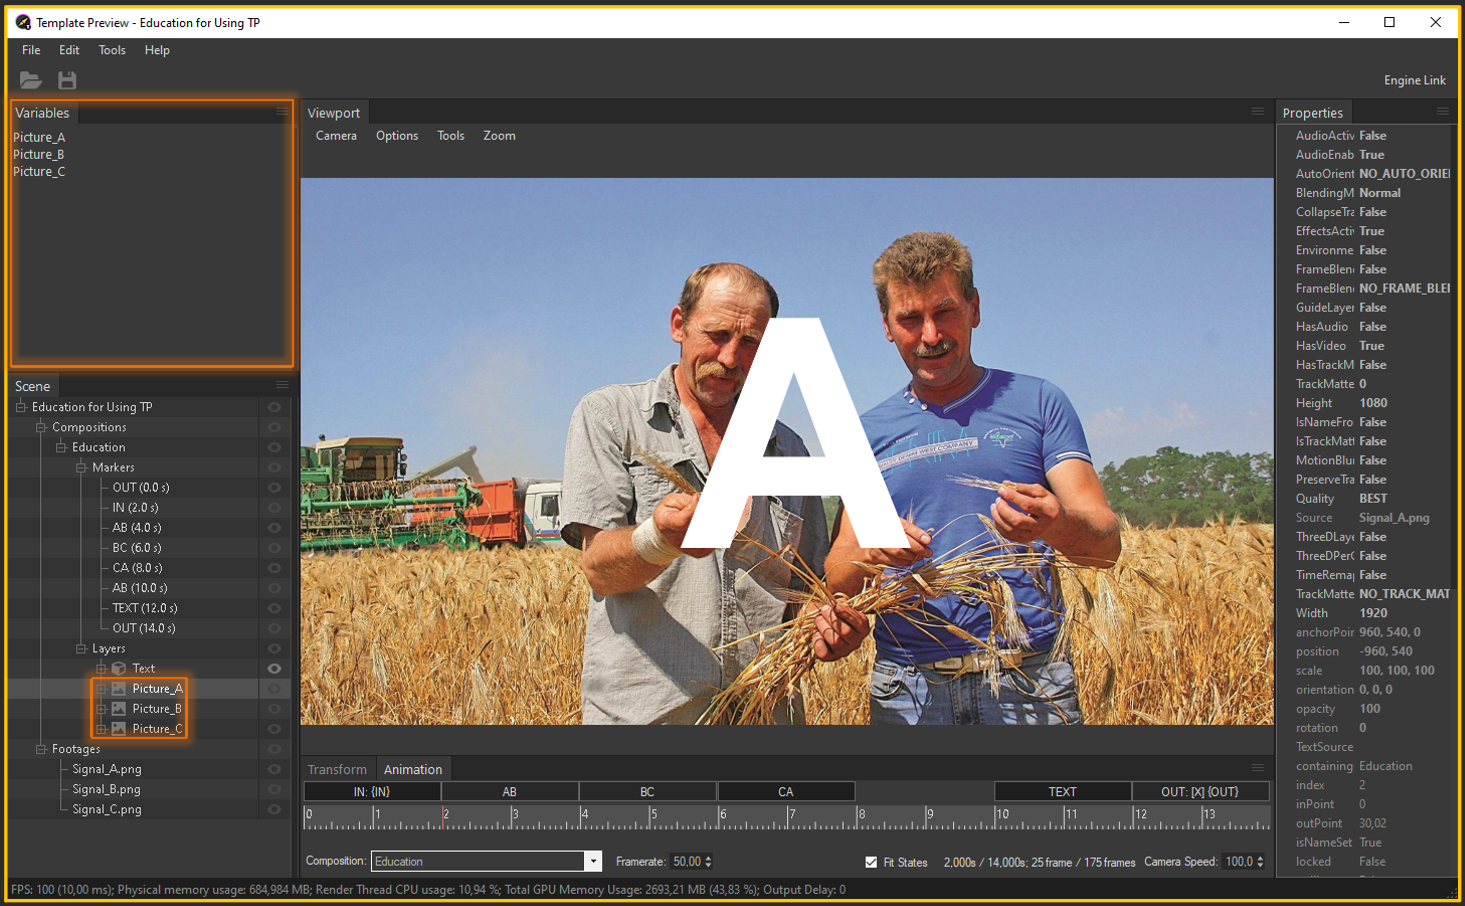 Template Preview - Education for Using TP
File Edit Tools Help
Engine Link
Variables
Picture_A
Picture_B
Picture_C
Scene
Education for Using TP
Compositions
Education
Markers
OUT (0.0 s)
IN (2.0 s)
AB (4.0 s)
BC (6.0 s)
CA (8.0 s)
AB (10.0 s)
TEXT (12.0 s)
OUT (14.0 s)
Layers
Text
Picture_A
Picture_B
Picture_C
Footages
Signal_A.png
Signal_B.png
Signal_C.png
Viewport
Camera Options Tools Zoom
A
Transform Animation
IN: {IN} AB BC CA TEXT OUT: [X] {OUT}
0 1 2 3 4 5 6 7 8 9 10 11 12 13
Composition: Education Framerate: 50,00 Fit States 2,000s / 14,000s; 25 frame / 175 frames Camera Speed: 100.0
Properties
AudioActiv False
AudioEnab True
AutoOrient NO_AUTO_ORIE
BlendingM Normal
CollapseTra False
EffectsActiv True
Environme False
FrameBlen False
FrameBlen NO_FRAME_BLEI
GuideLayer False
HasAudio False
HasVideo True
HasTrackM False
TrackMatte 0
Height 1080
IsNameFro False
IsTrackMatt False
MotionBlur False
PreserveTra False
Quality BEST
Source Signal_A.png
ThreeDLaye False
ThreeDPerC False
TimeRemap False
TrackMatte NO_TRACK_MAT
Width 1920
anchorPoin 960, 540, 0
position -960, 540
scale 100, 100, 100
orientation 0, 0, 0
opacity 100
rotation 0
TextSource
containing Education
index 2
inPoint 0
outPoint 30,02
isNameSet True
locked False
FPS: 100 (10,00 ms); Physical memory usage: 684,984 MB; Render Thread CPU usage: 10,94 %; Total GPU Memory Usage: 2693,21 MB (43,83 %); Output Delay: 0